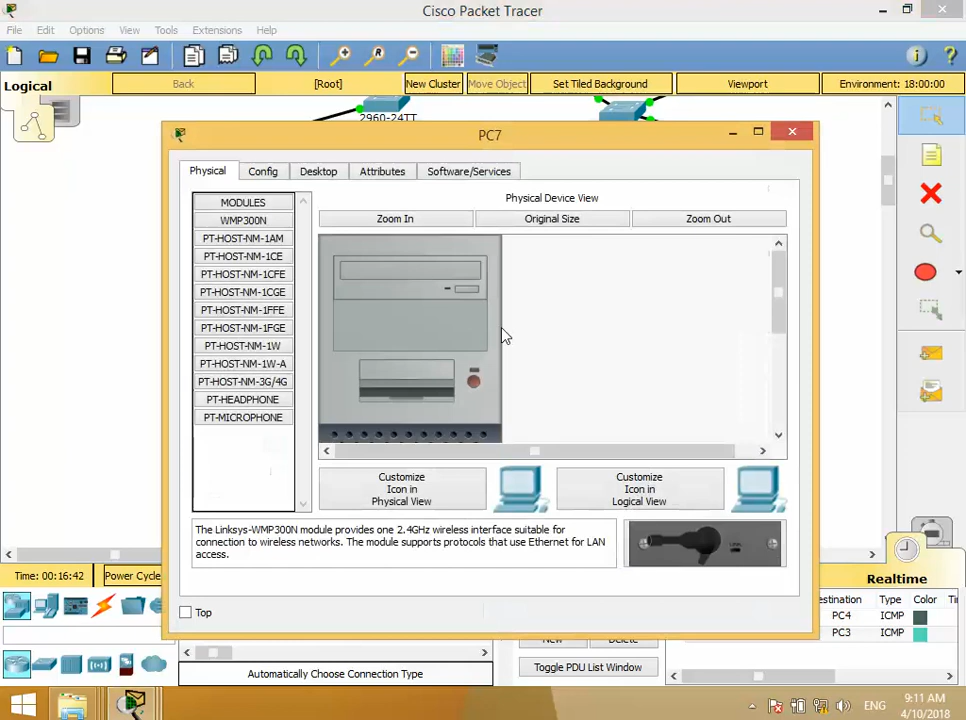 Cisco Packet Tracer
File Edit Options View Tools Extensions Help
Logical
Back
[Root]
New Cluster
Move Object
Set Tiled Background
Viewport
Environment: 18:00:00
2960-24TT
PC7
Physical
Config
Desktop
Attributes
Software/Services
MODULES
WMP300N
PT-HOST-NM-1AM
PT-HOST-NM-1CE
PT-HOST-NM-1CFE
PT-HOST-NM-1CGE
PT-HOST-NM-1FFE
PT-HOST-NM-1FGE
PT-HOST-NM-1W
PT-HOST-NM-1W-A
PT-HOST-NM-3G/4G
PT-HEADPHONE
PT-MICROPHONE
Physical Device View
Zoom In
Original Size
Zoom Out
Customize
Icon in
Physical View
Customize
Icon in
Logical View
The Linksys-WMP300N module provides one 2.4GHz wireless interface suitable for
connection to wireless networks. The module supports protocols that use Ethernet for LAN
access.
Top
Time: 00:16:42
Power Cycle
Realtime
estination Type Color
PC4 ICMP
PC3 ICMP
New
Delete
Toggle PDU List Window
Automatically Choose Connection Type
ENG
9:11 AM
4/10/2018